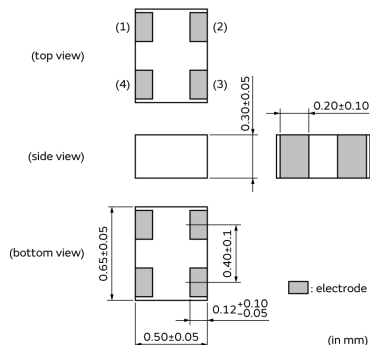 (1)
(2)
(top view)
(4)
(3)
0.30±0.05
0.20±0.10
(side view)
(bottom view)
0.65±0.05
0.40±0.1
: electrode
0.12+0.10
-0.05
0.50±0.05
(in mm)